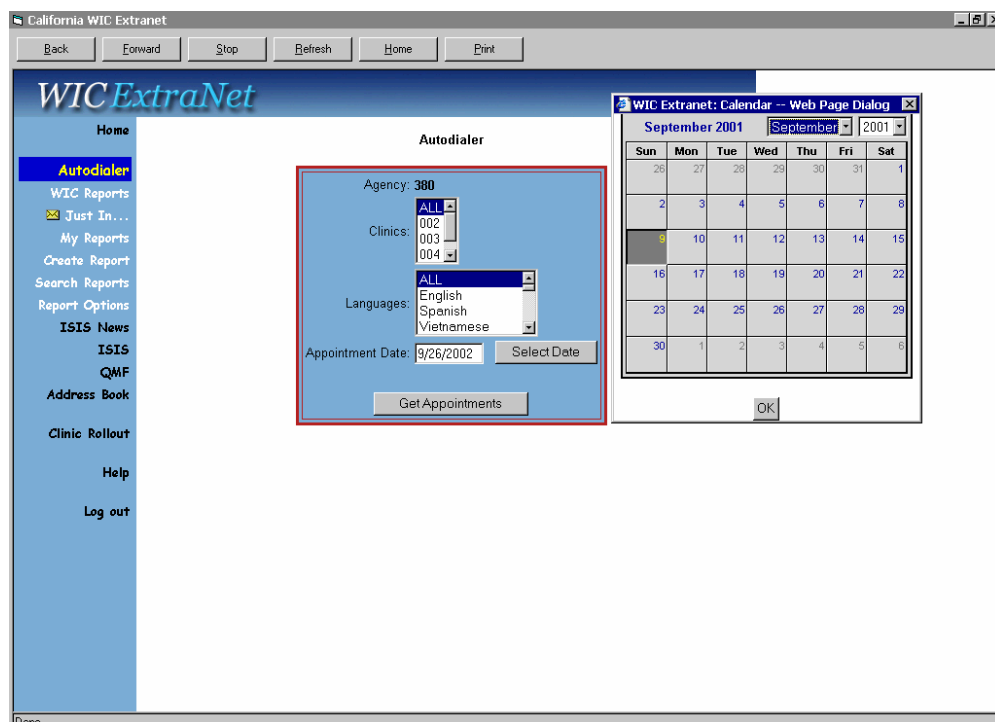 California WIC Extranet
Back Forward Stop Refresh Home Print
WIC ExtraNet
Home
Autodialer
WIC Reports
Just In...
My Reports
Create Report
Search Reports
Report Options
ISIS News
ISIS
QMF
Address Book
Clinic Rollout
Help
Log out
Autodialer
Agency: 380
Clinics:
ALL
002
003
004
Languages:
ALL
English
Spanish
Vietnamese
Appointment Date: 9/26/2002 Select Date
Get Appointments
WIC Extranet: Calendar -- Web Page Dialog
September 2001 September 2001
Sun Mon Tue Wed Thu Fri Sat
26 27 28 29 30 31 1
2 3 4 5 6 7 8
9 10 11 12 13 14 15
16 17 18 19 20 21 22
23 24 25 26 27 28 29
30 1 2 3 4 5 6
OK
Done